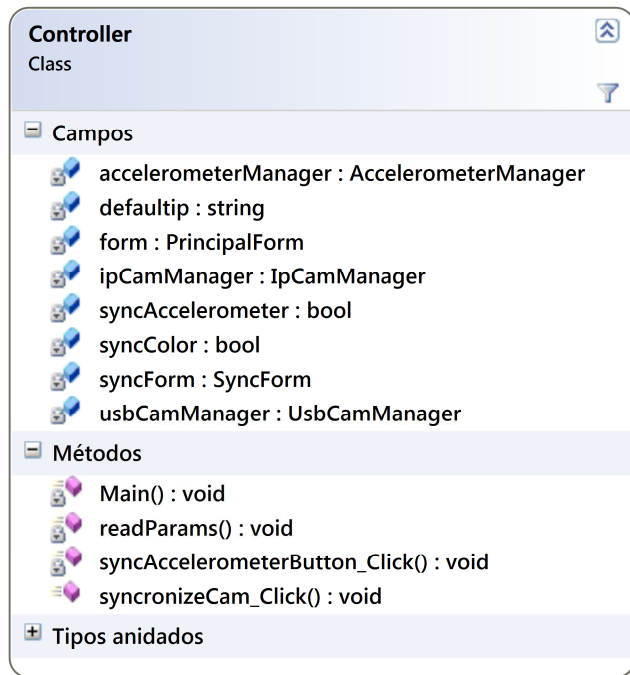 Controller
Class
Campos
accelerometerManager : AccelerometerManager
defaultip : string
form : PrincipalForm
ipCamManager : IpCamManager
syncAccelerometer : bool
syncColor : bool
syncForm : SyncForm
usbCamManager : UsbCamManager
Métodos
Main() : void
readParams() : void
syncAccelerometerButton_Click() : void
syncronizeCam_Click() : void
Tipos anidados